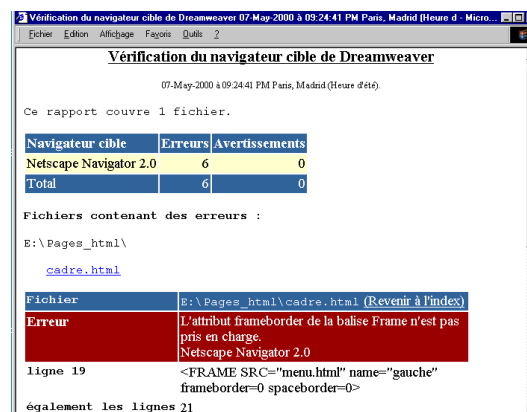 Vérification du navigateur cible de Dreamweaver 07-May-2000 à 09:24:41 PM Paris, Madrid (Heure d - Micro...
Fichier Edition Affichage Favoris Outils ?
Vérification du navigateur cible de Dreamweaver
07-May-2000 à 09:24:41 PM Paris, Madrid (Heure d'été).
Ce rapport couvre 1 fichier.
Navigateur cible Erreurs Avertissements
Netscape Navigator 2.0 6 0
Total 6 0
Fichiers contenant des erreurs :
E:\Pages_html\
cadre.html
Fichier E:\Pages_html\cadre.html (Revenir à l'index)
Erreur L'attribut frameborder de la balise Frame n'est pas
pris en charge.
Netscape Navigator 2.0
ligne 19 <FRAME SRC="menu.html" name="gauche"
frameborder=0 spaceborder=0>
également les lignes 21